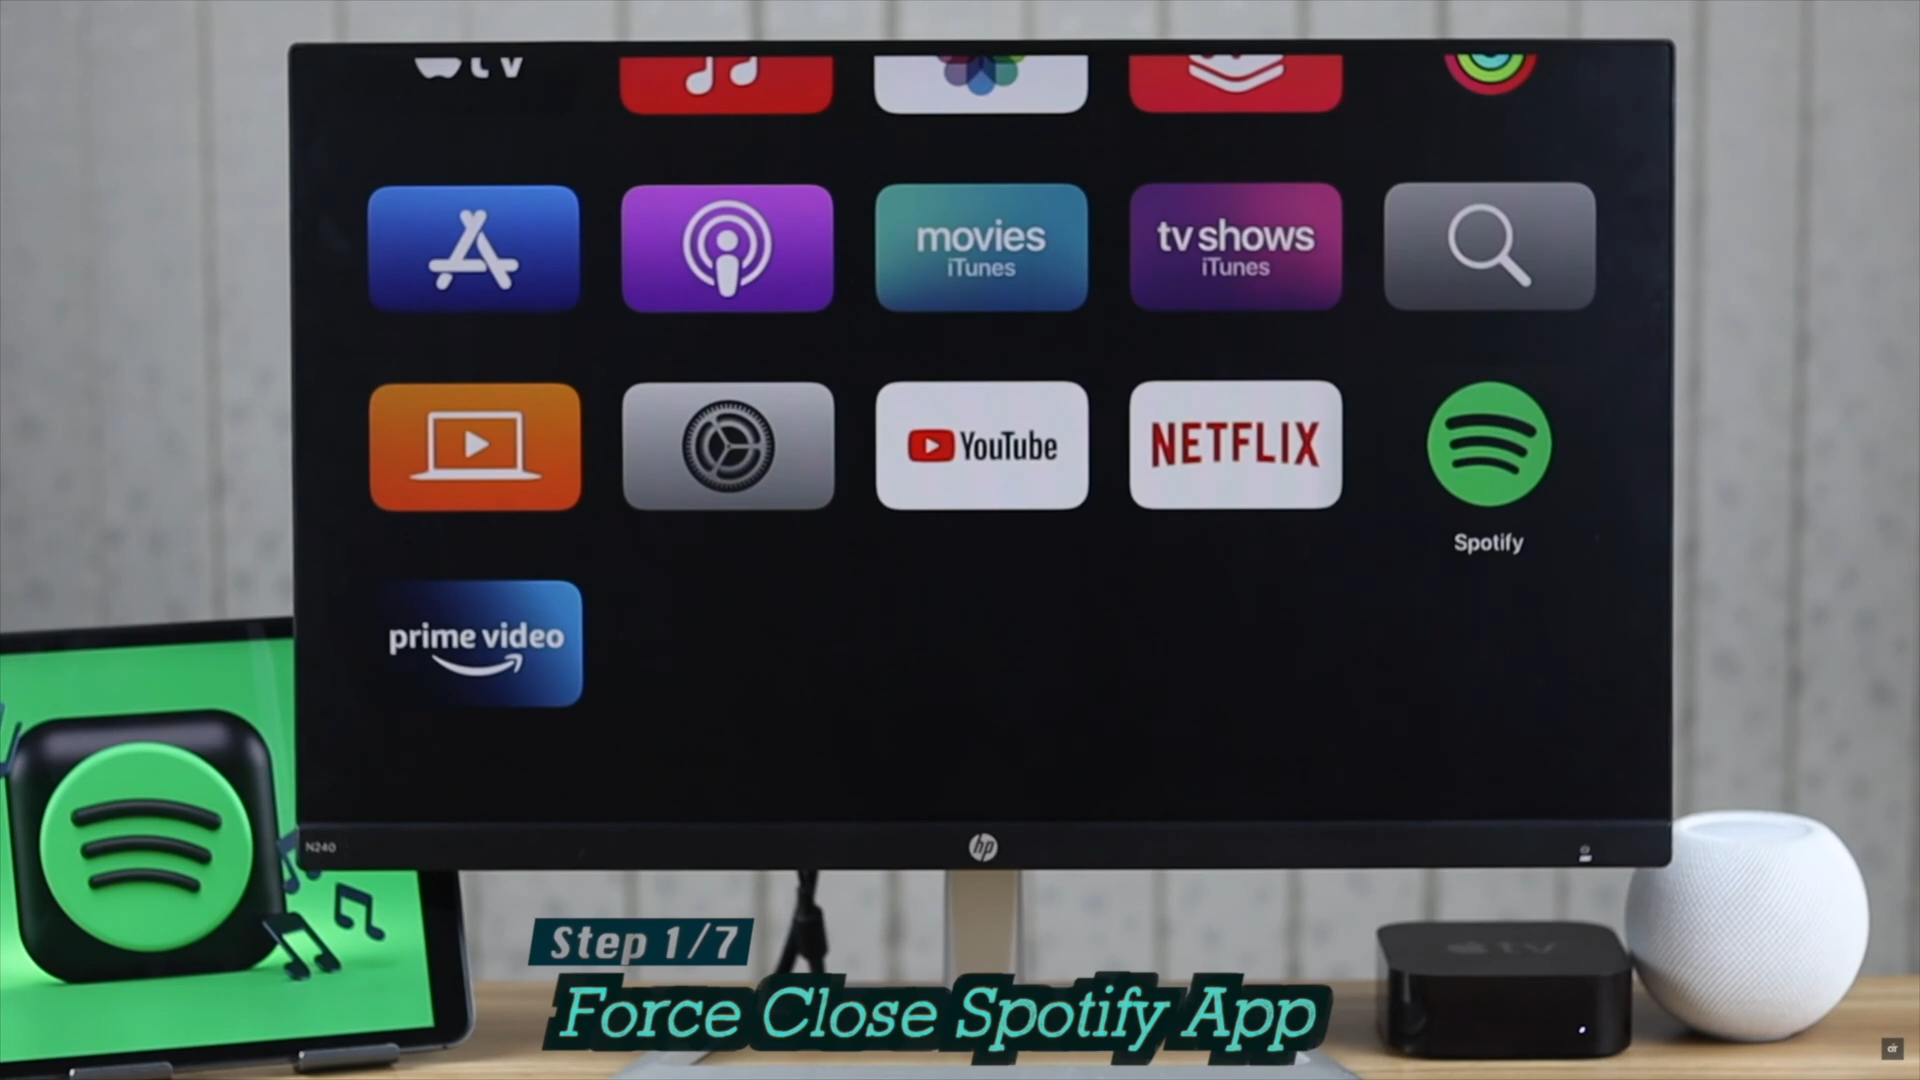 tv
movies
iTunes
tv shows
iTunes
YouTube
NETFLIX
Spotify
prime video
N240
hp
Step 1/7
Force Close Spotify App
tv